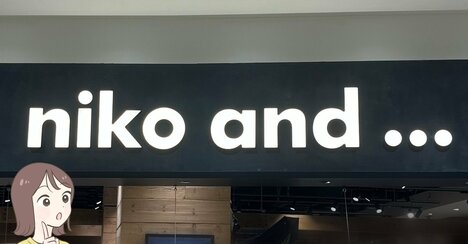 niko and ...